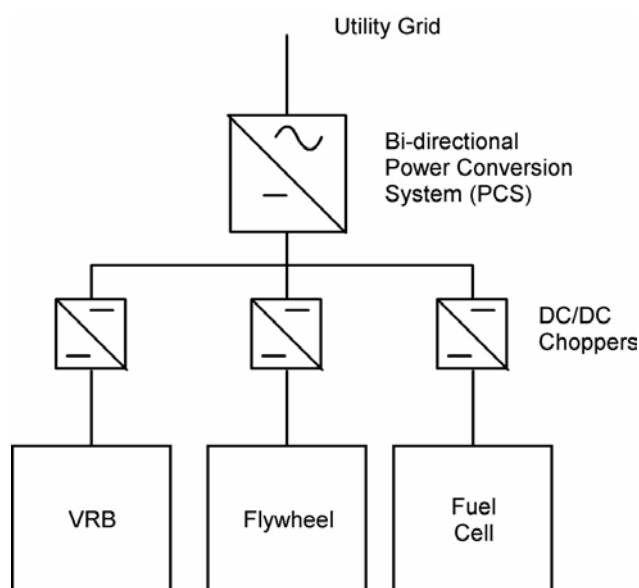 Utility Grid
Bi-directional
Power Conversion
System (PCS)
DC/DC
Choppers
VRB
Flywheel
Fuel
Cell